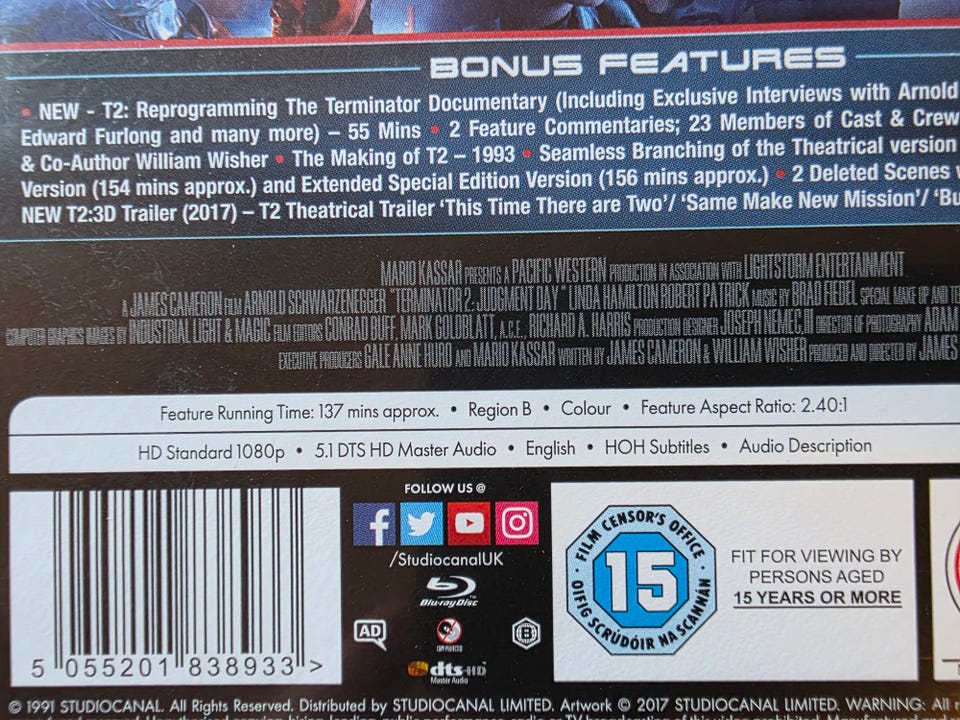 BONUS FEATURES
• NEW - T2: Reprogramming The Terminator Documentary (Including Exclusive Interviews with Arnold
Edward Furlong and many more) – 55 Mins • 2 Feature Commentaries; 23 Members of Cast & Crew
& Co-Author William Wisher • The Making of T2 – 1993 • Seamless Branching of the Theatrical version
Version (154 mins approx.) and Extended Special Edition Version (156 mins approx.) • 2 Deleted Scenes
NEW T2:3D Trailer (2017) – T2 Theatrical Trailer 'This Time There are Two'/ 'Same Make New Mission'/
MARIO KASSAR PRESENTS A PACIFIC WESTERN PRODUCTION IN ASSOCIATION WITH LIGHTSTORM ENTERTAINMENT
A JAMES CAMERON FILM ARNOLD SCHWARZENEGGER "TERMINATOR 2: JUDGMENT DAY" LINDA HAMILTON ROBERT PATRICK MUSIC BY BRAD FIEDEL SPECIAL MAKE UP AND
COMPUTER GRAPHICS IMAGES BY INDUSTRIAL LIGHT & MAGIC FILM EDITORS CONRAD BUFF, MARK GOLDBLATT, A.C.E., RICHARD A. HARRIS PRODUCTION DESIGNER JOSEPH NEMEC, II DIRECTOR OF PHOTOGRAPHY ADAM
EXECUTIVE PRODUCERS GALE ANNE HURD AND MARIO KASSAR WRITTEN BY JAMES CAMERON & WILLIAM WISHER PRODUCED AND DIRECTED BY JAMES
Feature Running Time: 137 mins approx. • Region B • Colour • Feature Aspect Ratio: 2.40:1
HD Standard 1080p • 5.1 DTS HD Master Audio • English • HOH Subtitles • Audio Description
FOLLOW US @
/StudiocanalUK
Blu-ray Disc
AD
COPY PROTECTED
B
dts-HD
Master Audio
5 055201 838933 >
FILM CENSOR'S OFFICE
15
OIFIG SCRÚDÓIR NA SCANNÁN
FIT FOR VIEWING BY
PERSONS AGED
15 YEARS OR MORE
© 1991 STUDIOCANAL. All Rights Reserved. Distributed by STUDIOCANAL LIMITED. Artwork © 2017 STUDIOCANAL LIMITED. WARNING: All